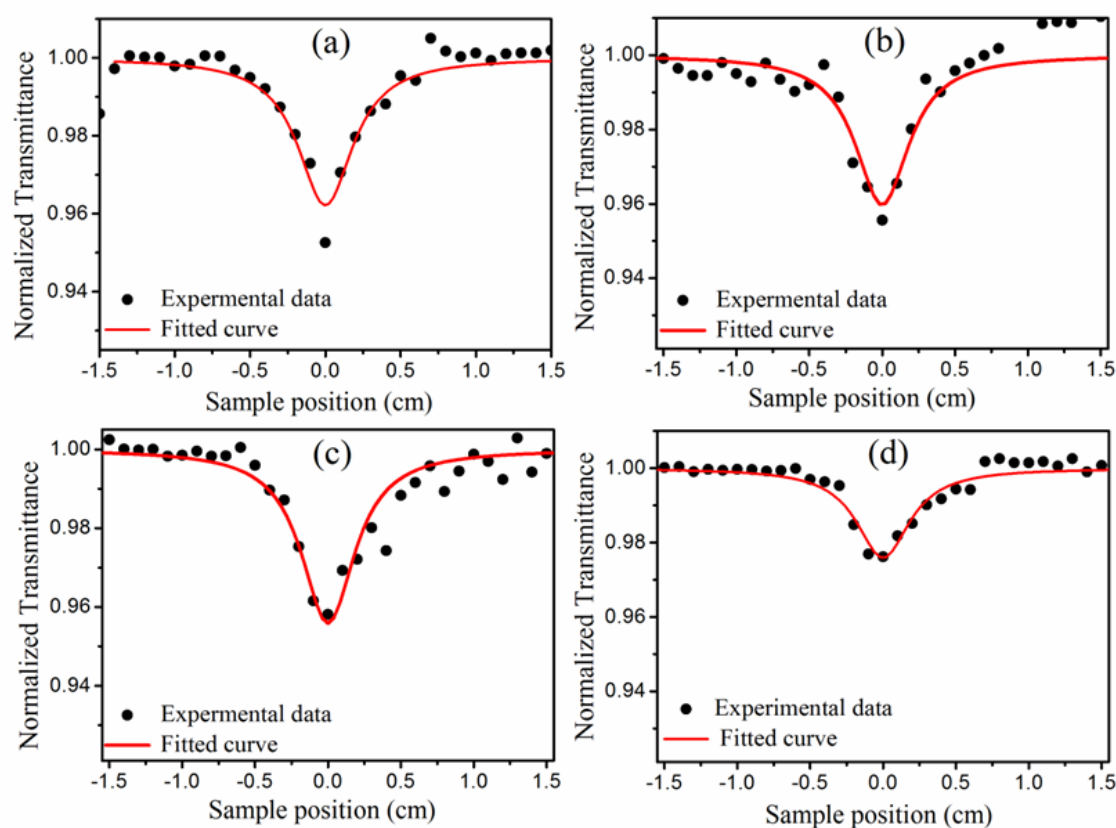 (a)
Normalized Transmittance
1.00
0.98
0.96
0.94
Expermental data
Fitted curve
-1.5 -1.0 -0.5 0.0 0.5 1.0 1.5
Sample position (cm)
(b)
Normalized Transmittance
1.00
0.98
0.96
0.94
Expermental data
Fitted curve
-1.5 -1.0 -0.5 0.0 0.5 1.0 1.5
Sample position (cm)
(c)
Normalized Transmittance
1.00
0.98
0.96
0.94
Expermental data
Fitted curve
-1.5 -1.0 -0.5 0.0 0.5 1.0 1.5
Sample position (cm)
(d)
Normalized Transmittance
1.00
0.98
0.96
0.94
Experimental data
Fitted curve
-1.5 -1.0 -0.5 0.0 0.5 1.0 1.5
Sample position (cm)